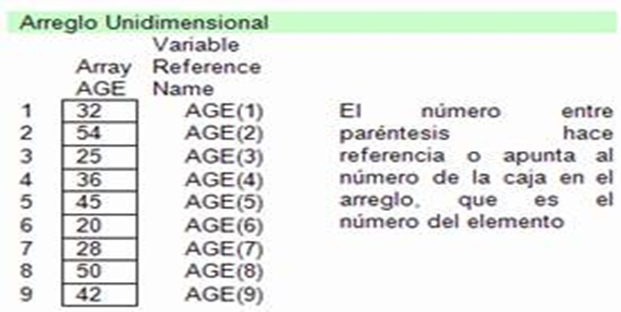 Arreglo Unidimensional
Variable
Array Reference
AGE Name
1 32 AGE(1)
2 54 AGE(2)
3 25 AGE(3)
4 36 AGE(4)
5 45 AGE(5)
6 20 AGE(6)
7 28 AGE(7)
8 50 AGE(8)
9 42 AGE(9)
El número entre
paréntesis hace
referencia o apunta al
número de la caja en el
arreglo, que es el
número del elemento